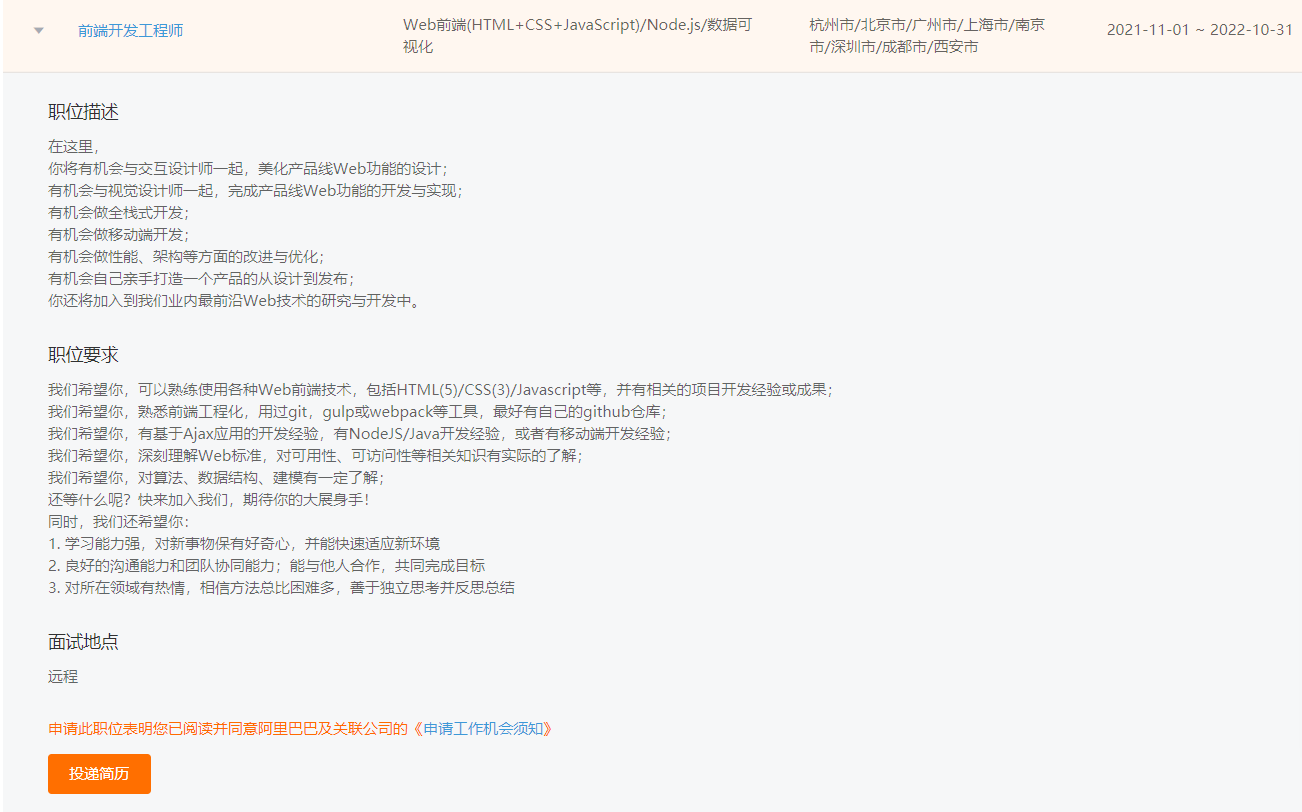 前端开发工程师
Web前端(HTML+CSS+JavaScript)/Node.js/数据可
视化
杭州市/北京市/广州市/上海市/南京
市/深圳市/成都市/西安市
2021-11-01 ~ 2022-10-31
职位描述
在这里，
你将有机会与交互设计师一起，美化产品线Web功能的设计；
有机会与视觉设计师一起，完成产品线Web功能的开发与实现；
有机会做全栈式开发；
有机会做移动端开发；
有机会做性能、架构等方面的改进与优化；
有机会自己亲手打造一个产品的从设计到发布；
你还将加入到我们业内最前沿Web技术的研究与开发中。
职位要求
我们希望你，可以熟练使用各种Web前端技术，包括HTML(5)/CSS(3)/Javascript等，并有相关的项目开发经验或成果；
我们希望你，熟悉前端工程化，用过git，gulp或webpack等工具，最好有自己的github仓库；
我们希望你，有基于Ajax应用的开发经验，有NodeJS/Java开发经验，或者有移动端开发经验；
我们希望你，深刻理解Web标准，对可用性、可访问性等相关知识有实际的了解；
我们希望你，对算法、数据结构、建模有一定了解；
还等什么呢？快来加入我们，期待你的大展身手！
同时，我们还希望你：
1. 学习能力强，对新事物保有好奇心，并能快速适应新环境
2. 良好的沟通能力和团队协同能力；能与他人合作，共同完成目标
3. 对所在领域有热情，相信方法总比困难多，善于独立思考并反思总结
面试地点
远程
申请此职位表明您已阅读并同意阿里巴巴及关联公司的《申请工作机会须知》
投递简历